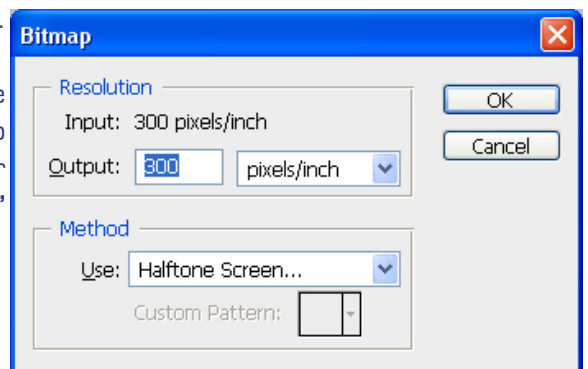 Bitmap
Resolution
Input: 300 pixels/inch
OK
Output: 300 pixels/inch
Cancel
Method
Use: Halftone Screen...
Custom Pattern: